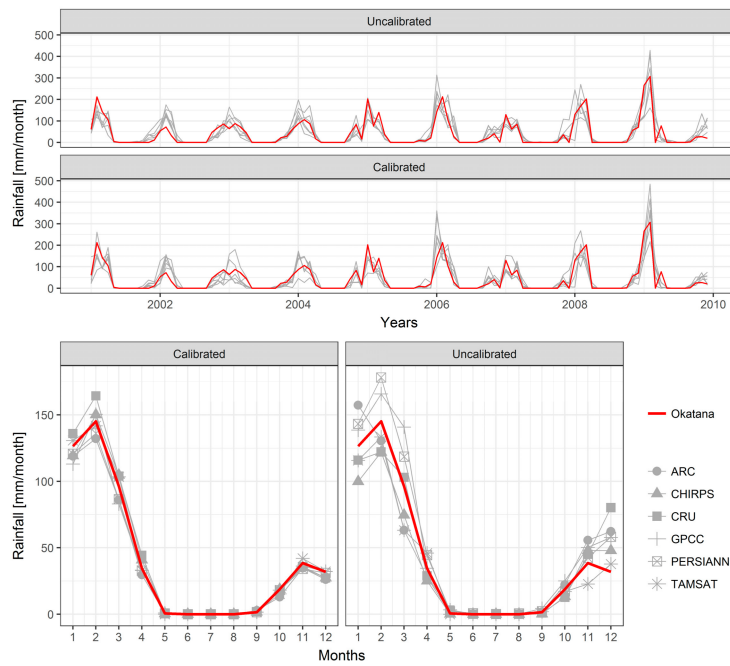 Uncalibrated
500
400
300
200
100
0
Calibrated
500
400
300
200
100
0
Rainfall [mm/month]
Rainfall [mm/month]
2002 2004 2006 2008 2010
Years
Calibrated Uncalibrated
150
100
50
0
Rainfall [mm/month]
1 2 3 4 5 6 7 8 9 10 11 12 1 2 3 4 5 6 7 8 9 10 11 12
Months
Okatana
ARC
CHIRPS
CRU
GPCC
PERSIANN
TAMSAT